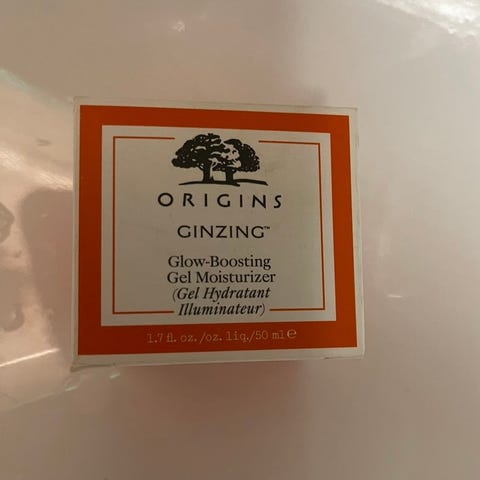 ORIGINS
GINZING™
Glow-Boosting
Gel Moisturizer
(Gel Hydratant
Illuminateur)
1.7 fl. oz./oz. liq./50 ml e